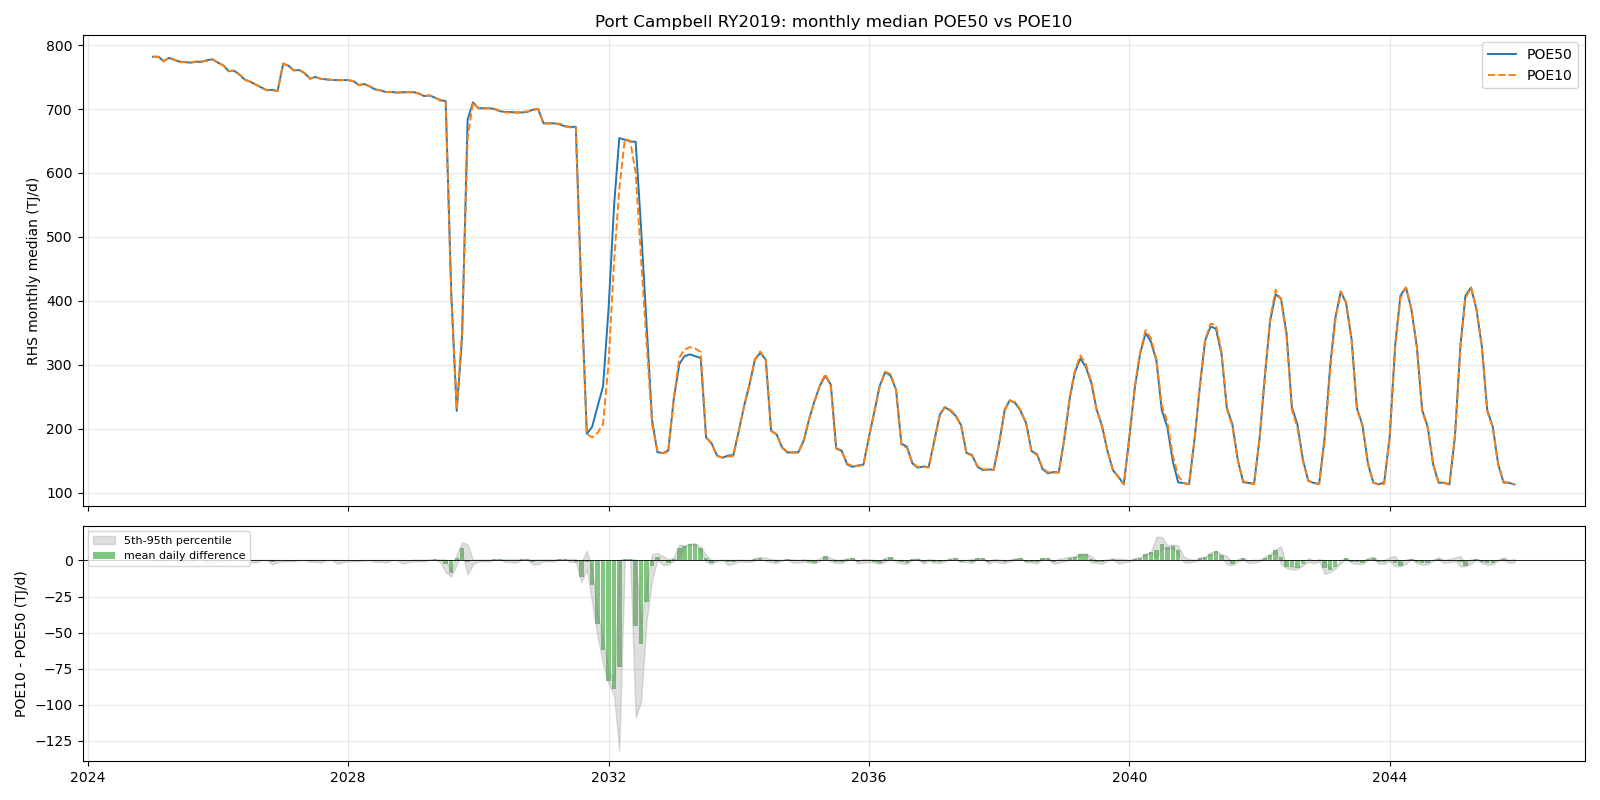 Port Campbell RY2019: monthly median POE50 vs POE10
RHS monthly median (TJ/d)
800
700
600
500
400
300
200
100
POE50
POE10
POE10 - POE50 (TJ/d)
0
−25
−50
−75
−100
−125
5th-95th percentile
mean daily difference
2024 2028 2032 2036 2040 2044